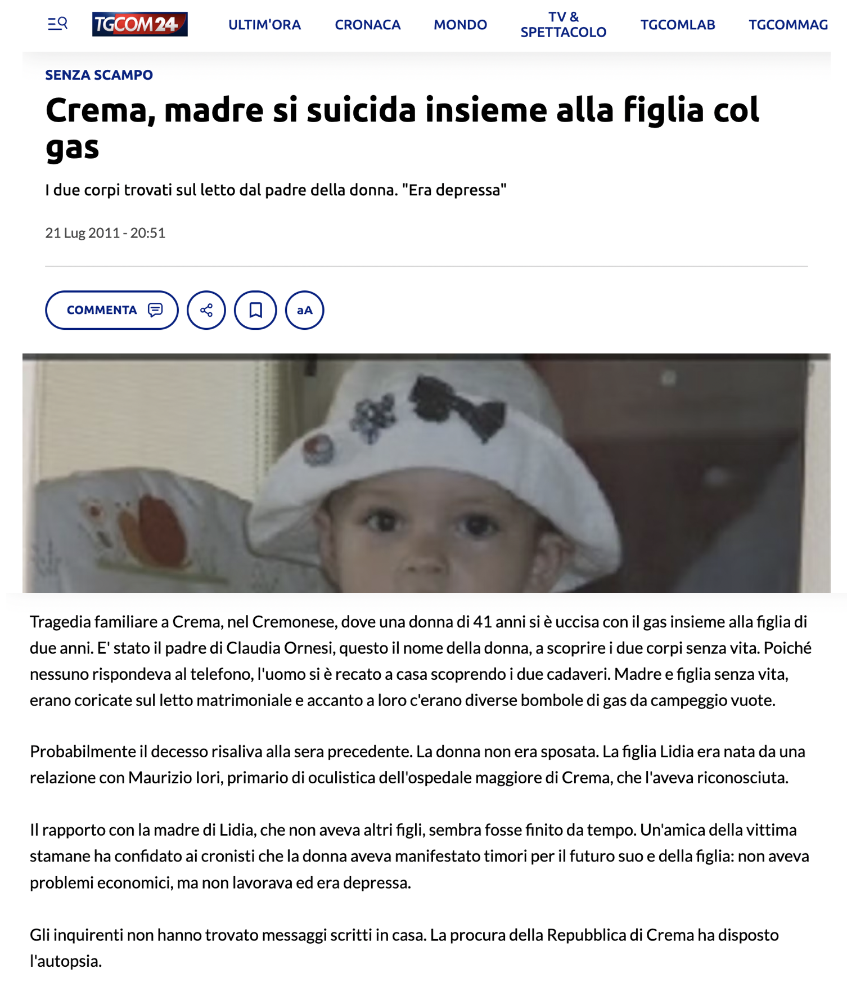 TGCOM24
ULTIM'ORA
CRONACA
MONDO
TV &
SPETTACOLO
TGCOMLAB
TGCOMMAG
SENZA SCAMPO
Crema, madre si suicida insieme alla figlia col
gas
I due corpi trovati sul letto dal padre della donna. "Era depressa"
21 Lug 2011 - 20:51
COMMENTA
aA
Tragedia familiare a Crema, nel Cremonese, dove una donna di 41 anni si è uccisa con il gas insieme alla figlia di
due anni. E' stato il padre di Claudia Ornesi, questo il nome della donna, a scoprire i due corpi senza vita. Poiché
nessuno rispondeva al telefono, l'uomo si è recato a casa scoprendo i due cadaveri. Madre e figlia senza vita,
erano coricate sul letto matrimoniale e accanto a loro c'erano diverse bombole di gas da campeggio vuote.
Probabilmente il decesso risaliva alla sera precedente. La donna non era sposata. La figlia Lidia era nata da una
relazione con Maurizio Iori, primario di oculistica dell'ospedale maggiore di Crema, che l'aveva riconosciuta.
Il rapporto con la madre di Lidia, che non aveva altri figli, sembra fosse finito da tempo. Un'amica della vittima
stamane ha confidato ai cronisti che la donna aveva manifestato timori per il futuro suo e della figlia: non aveva
problemi economici, ma non lavorava ed era depressa.
Gli inquirenti non hanno trovato messaggi scritti in casa. La procura della Repubblica di Crema ha disposto
l'autopsia.